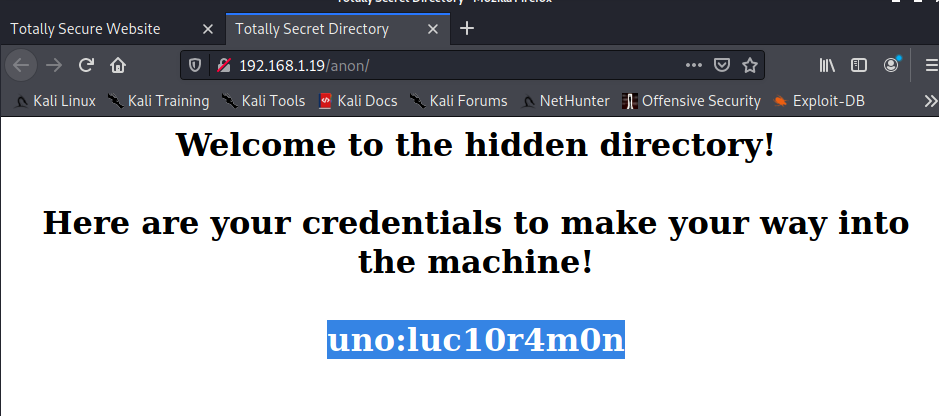 Totally Secret Directory - Mozilla Firefox
Totally Secure Website
Totally Secret Directory
192.168.1.19/anon/
Kali Linux Kali Training Kali Tools Kali Docs Kali Forums NetHunter Offensive Security Exploit-DB
Welcome to the hidden directory!
Here are your credentials to make your way into
the machine!
uno:luc10r4m0n